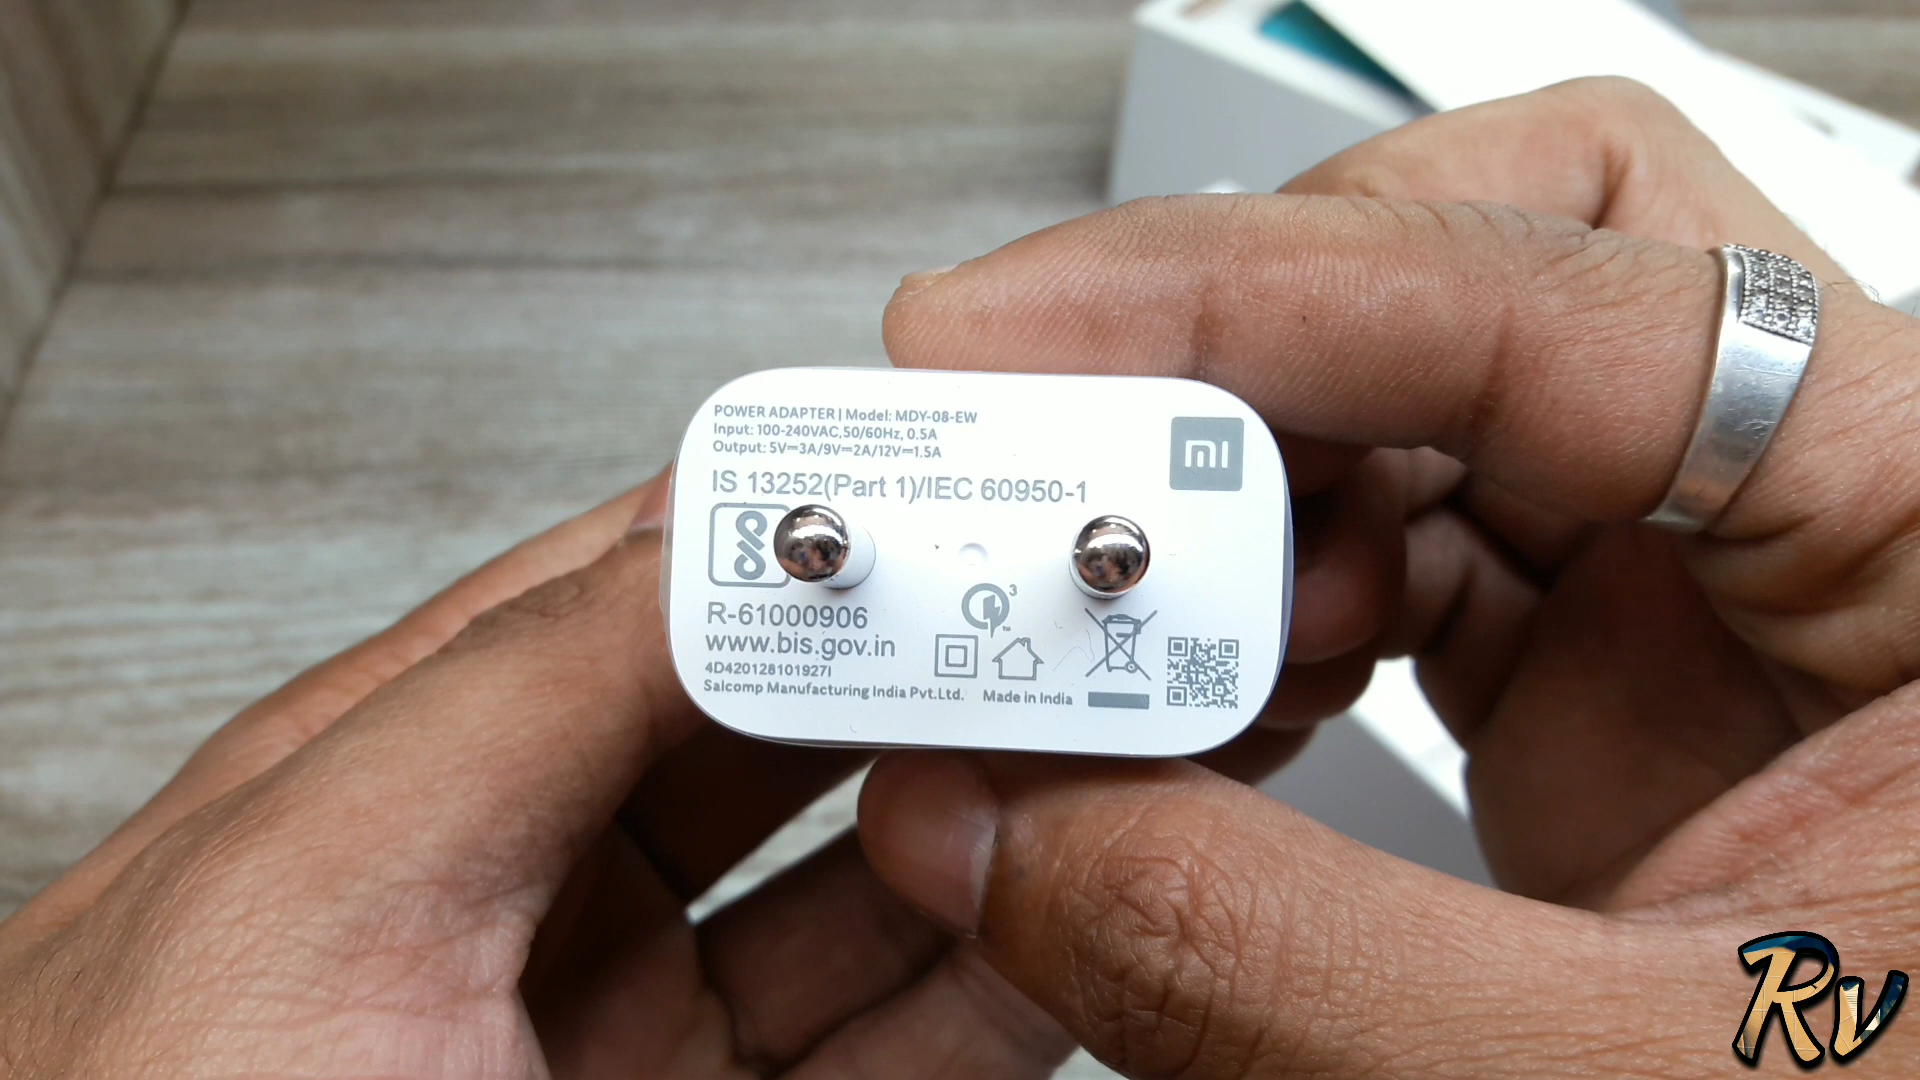 POWER ADAPTER | Model: MDY-08-EW
Input: 100-240VAC,50/60Hz, 0.5A
Output: 5V⎓3A/9V⎓2A/12V⎓1.5A
mi
IS 13252(Part 1)/IEC 60950-1
3
TM
R-61000906
www.bis.gov.in
4D420128101927I
Salcomp Manufacturing India Pvt.Ltd. Made in India
Rv